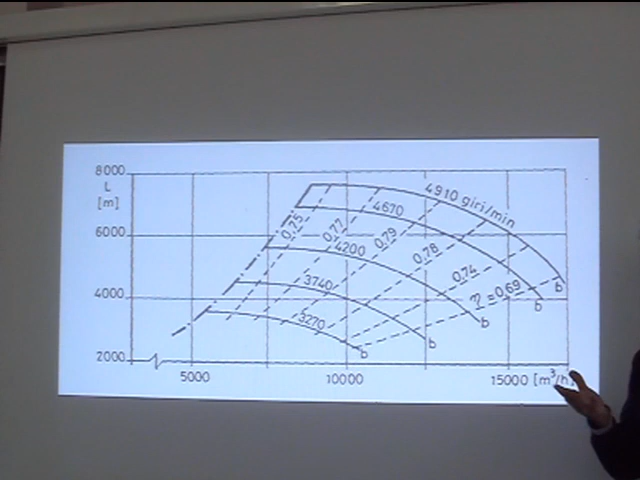 8000
L
[m]
6000
4000
2000
5000
10000
15000 [m³/h]
4910 giri/min
4670
4200
3740
3270
0,75
0,77
0,79
0,78
0,74
η = 0,69
b
b
b
b
b